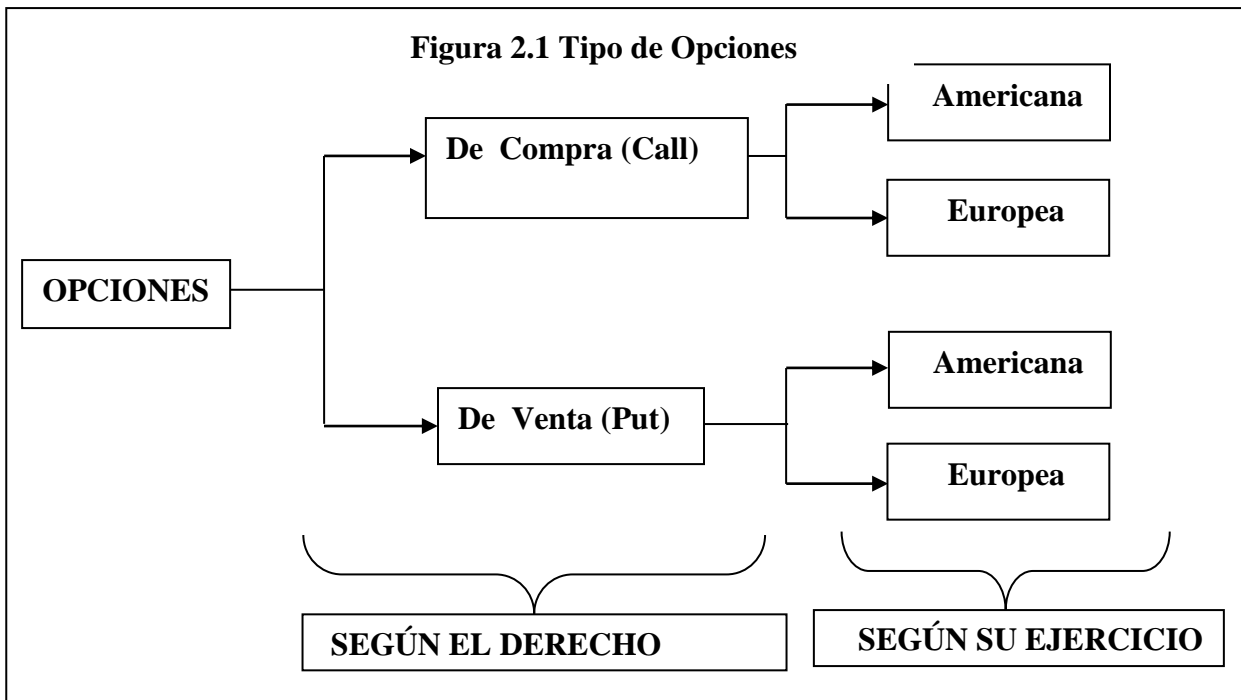 Figura 2.1 Tipo de Opciones
Americana
De Compra (Call)
Europea
OPCIONES
Americana
De Venta (Put)
Europea
SEGÚN EL DERECHO
SEGÚN SU EJERCICIO